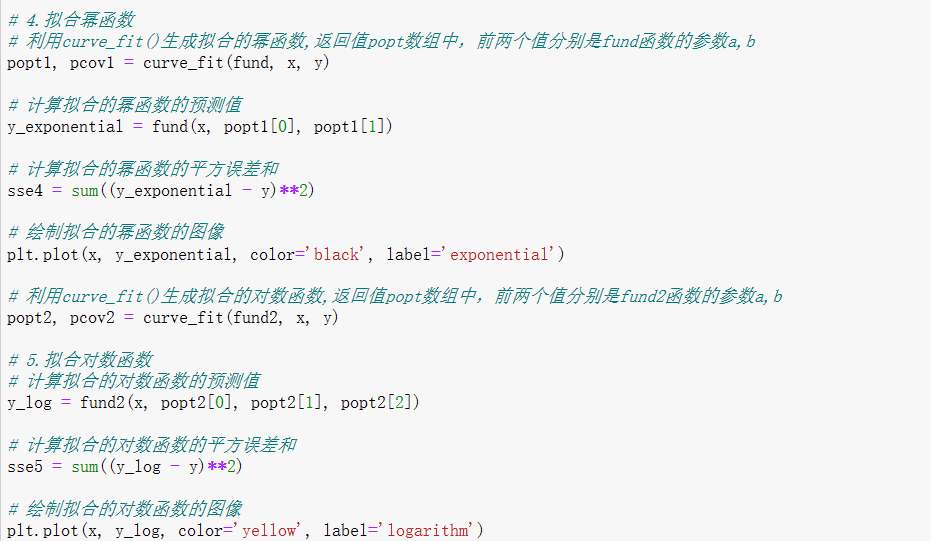 # 4.拟合幂函数
# 利用curve_fit()生成拟合的幂函数,返回值popt数组中，前两个值分别是fund函数的参数a,b
popt1, pcov1 = curve_fit(fund, x, y)
# 计算拟合的幂函数的预测值
y_exponential = fund(x, popt1[0], popt1[1])
# 计算拟合的幂函数的平方误差和
sse4 = sum((y_exponential - y)**2)
# 绘制拟合的幂函数的图像
plt.plot(x, y_exponential, color='black', label='exponential')
# 利用curve_fit()生成拟合的对数函数,返回值popt数组中，前两个值分别是fund2函数的参数a,b
popt2, pcov2 = curve_fit(fund2, x, y)
# 5.拟合对数函数
# 计算拟合的对数函数的预测值
y_log = fund2(x, popt2[0], popt2[1], popt2[2])
# 计算拟合的对数函数的平方误差和
sse5 = sum((y_log - y)**2)
# 绘制拟合的对数函数的图像
plt.plot(x, y_log, color='yellow', label='logarithm')